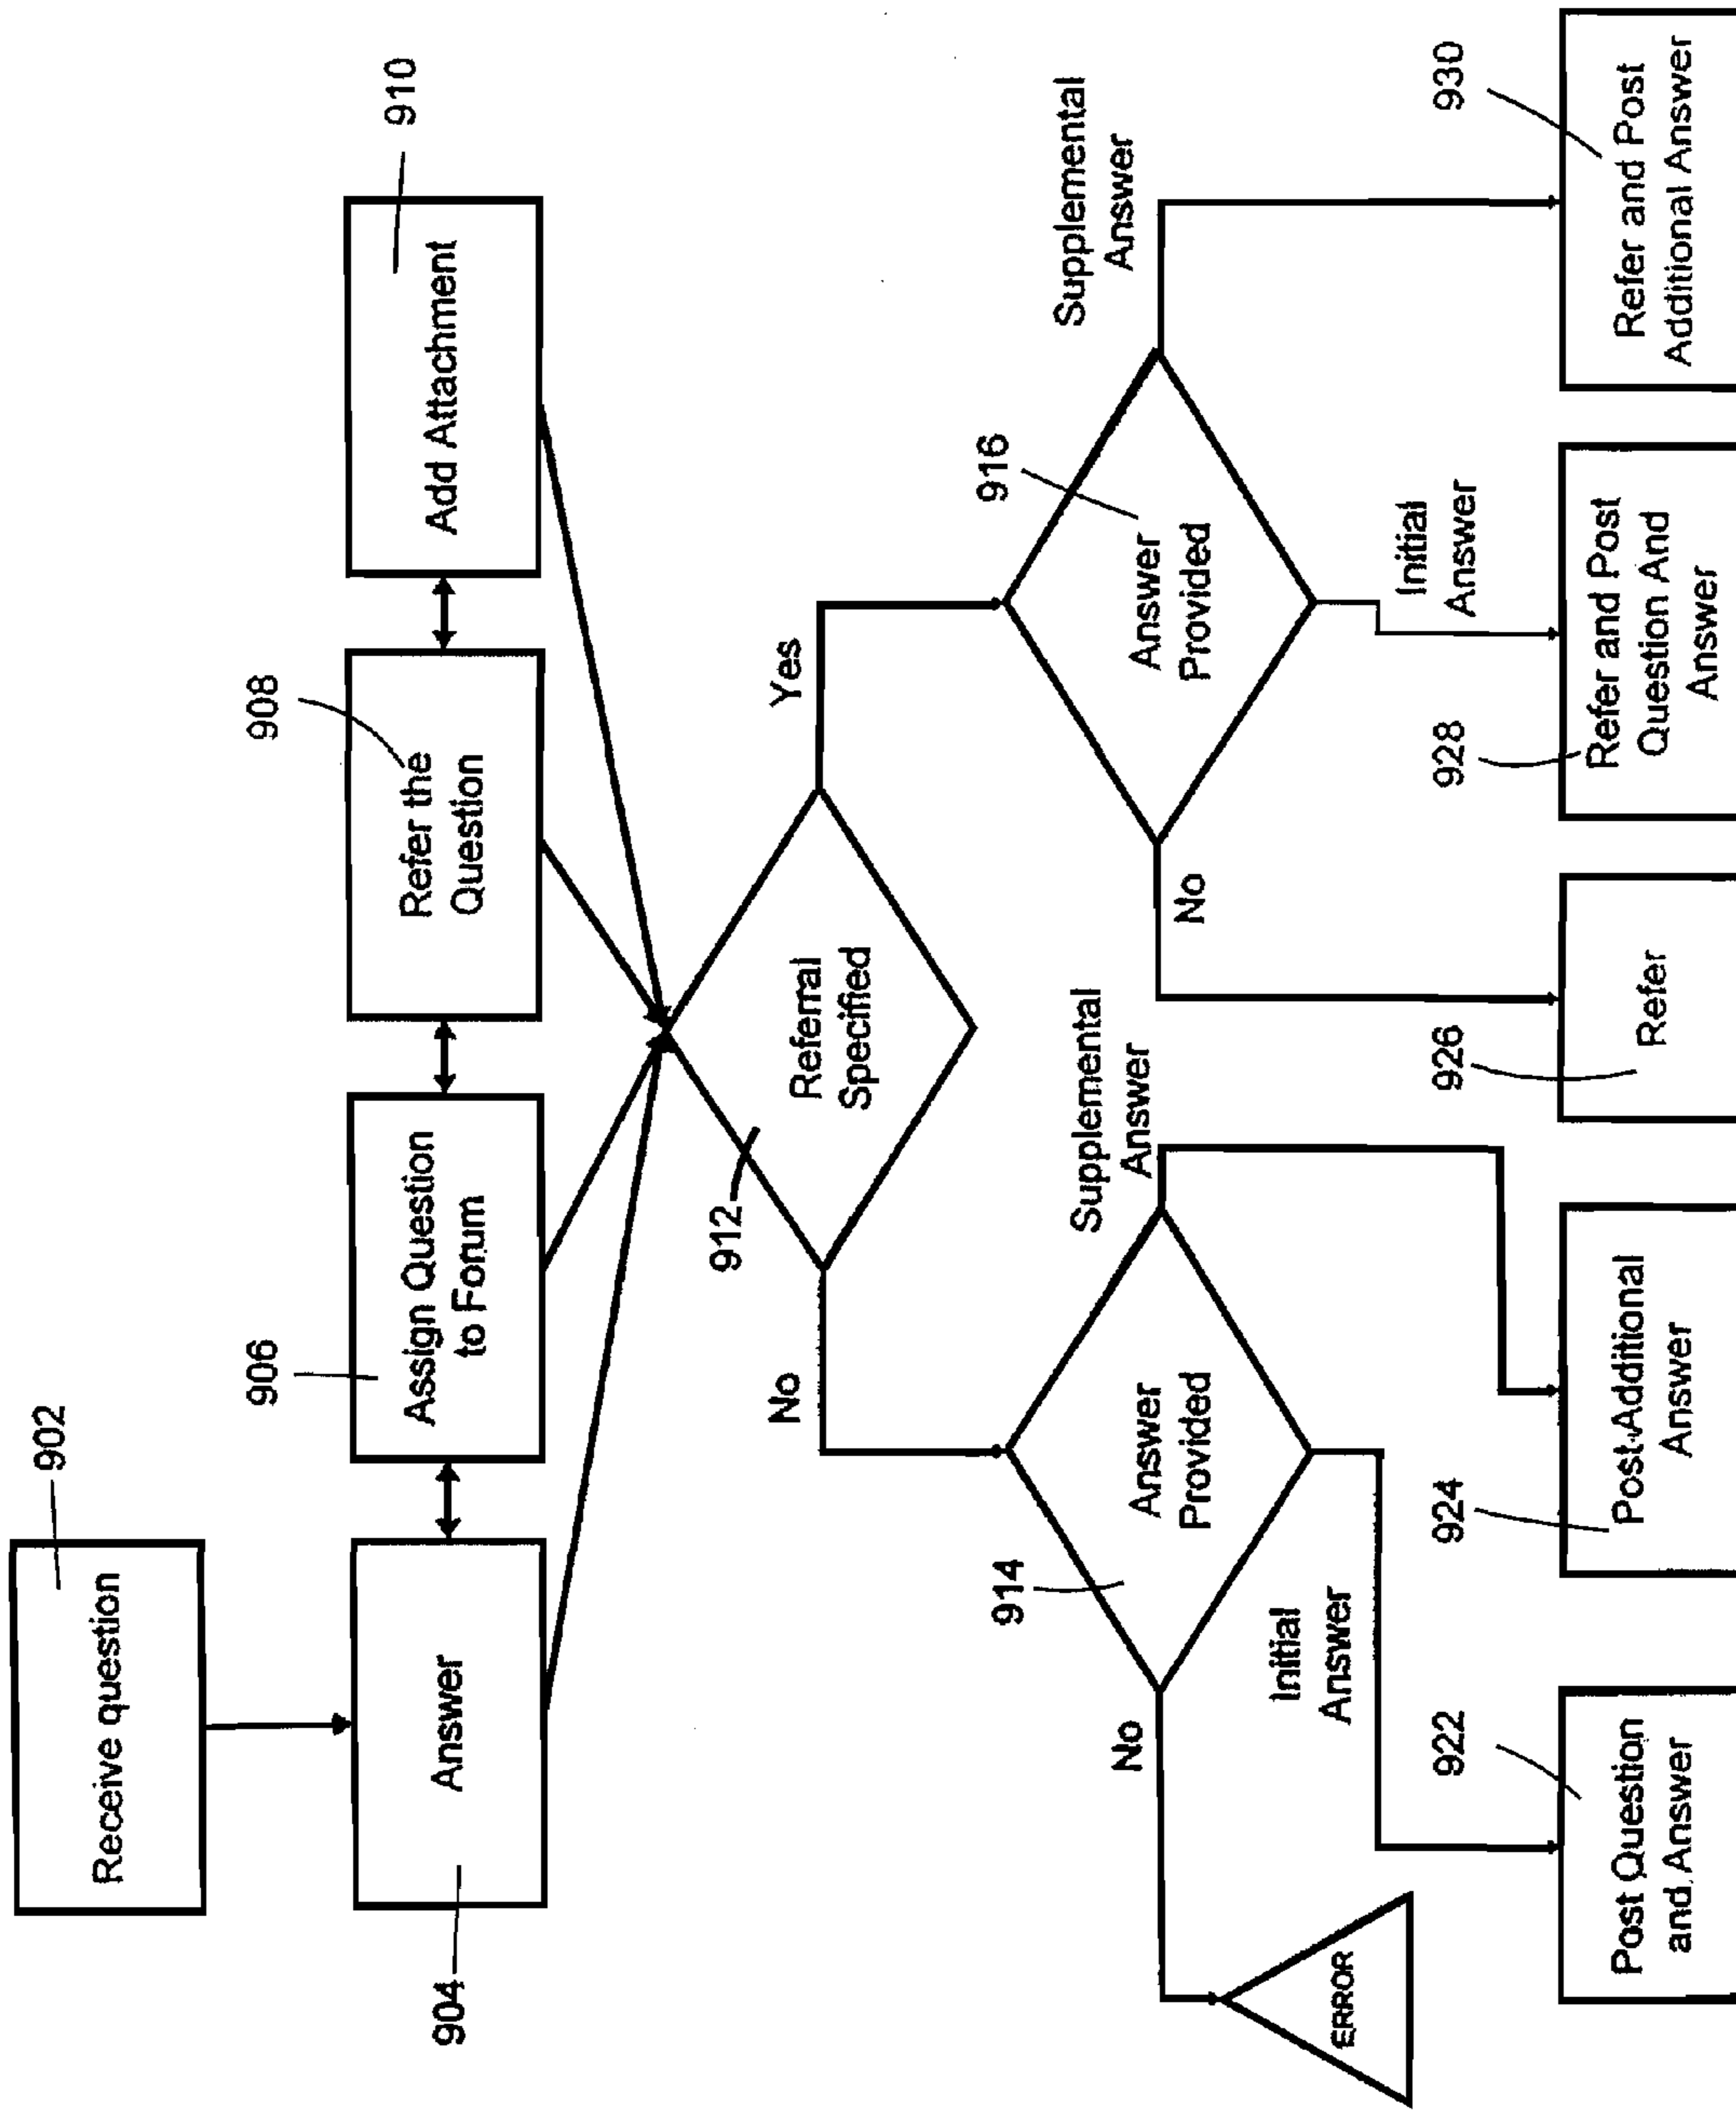 902
Receive question
904
Answer
906
Assign Question
to Forum
908
Refer the
Question
910
Add Attachment
912
Referral
Specified
No
Yes
914
Answer
Provided
916
Answer
Provided
No
Initial
Answer
Supplemental
Answer
No
Initial
Answer
Supplemental
Answer
ERROR
922
Post Question
and Answer
924
Post Additional
Answer
926
Refer
928
Refer and Post
Question And
Answer
930
Refer and Post
Additional Answer